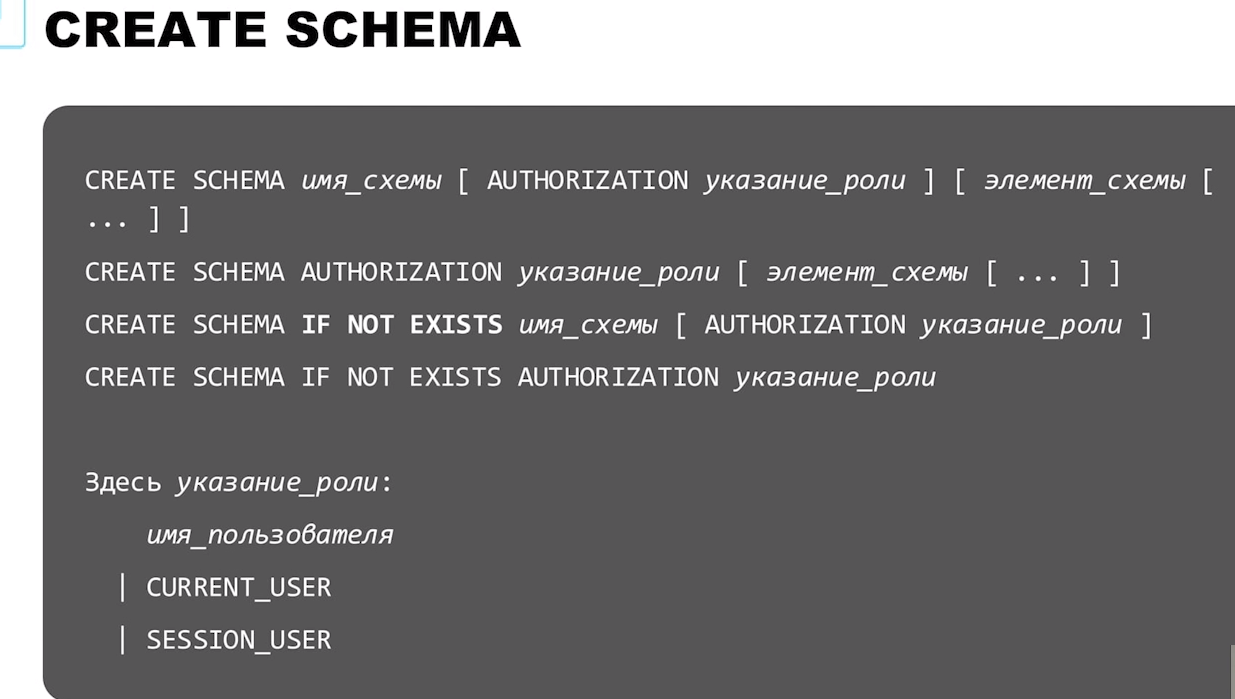 CREATE SCHEMA
CREATE SCHEMA имя_схемы [ AUTHORIZATION указание_роли ] [ элемент_схемы [
... ] ]
CREATE SCHEMA AUTHORIZATION указание_роли [ элемент_схемы [ ... ] ]
CREATE SCHEMA IF NOT EXISTS имя_схемы [ AUTHORIZATION указание_роли ]
CREATE SCHEMA IF NOT EXISTS AUTHORIZATION указание_роли
Здесь указание_роли:
имя_пользователя
| CURRENT_USER
| SESSION_USER